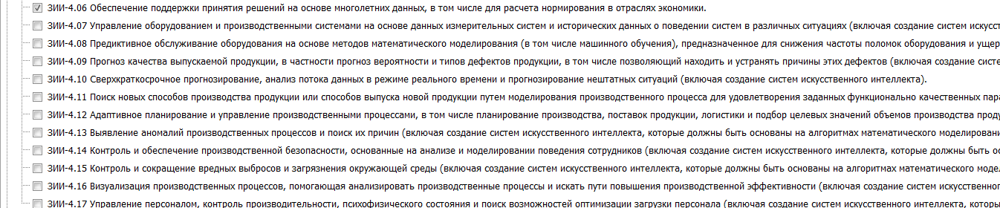 ЗИИ-4.06 Обеспечение поддержки принятия решений на основе многолетних данных, в том числе для расчета нормирования в отраслях экономики.
ЗИИ-4.07 Управление оборудованием и производственными системами на основе данных измерительных систем и исторических данных о поведении систем в различных ситуациях (включая создание систем искусст
ЗИИ-4.08 Предиктивное обслуживание оборудования на основе методов математического моделирования (в том числе машинного обучения), предназначенное для снижения частоты поломок оборудования и ущер
ЗИИ-4.09 Прогноз качества выпускаемой продукции, в частности прогноз вероятности и типов дефектов продукции, в том числе позволяющий находить и устранять причины этих дефектов (включая создание систе
ЗИИ-4.10 Сверхкраткосрочное прогнозирование, анализ потока данных в режиме реального времени и прогнозирование нештатных ситуаций (включая создание систем искусственного интеллекта).
ЗИИ-4.11 Поиск новых способов производства продукции или способов выпуска новой продукции путем моделирования производственного процесса для удовлетворения заданных функционально качественных пара
ЗИИ-4.12 Адаптивное планирование и управление производственными процессами, в том числе планирование производства, поставок продукции, логистики и подбор целевых значений объемов производства проду
ЗИИ-4.13 Выявление аномалий производственных процессов и поиск их причин (включая создание систем искусственного интеллекта, которые должны быть основаны на алгоритмах математического моделировани
ЗИИ-4.14 Контроль и обеспечение производственной безопасности, основанные на анализе и моделировании поведения сотрудников (включая создание систем искусственного интеллекта, которые должны быть ос
ЗИИ-4.15 Контроль и сокращение вредных выбросов и загрязнения окружающей среды (включая создание систем искусственного интеллекта, которые должны быть основаны на алгоритмах математического моде
ЗИИ-4.16 Визуализация производственных процессов, помогающая анализировать производственные процессы и искать пути повышения производственной эффективности (включая создание систем искусственног
ЗИИ-4.17 Управление персоналом, контроль производительности, психофизического состояния и поиск возможностей оптимизации загрузки персонала (включая создание систем искусственного интеллекта, которы